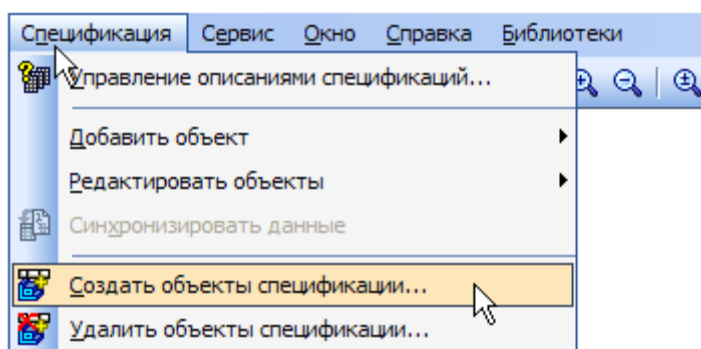 Спецификация Сервис Окно Справка Библиотеки
Управление описаниями спецификаций...
Добавить объект
Редактировать объекты
Синхронизировать данные
Создать объекты спецификации...
Удалить объекты спецификации...